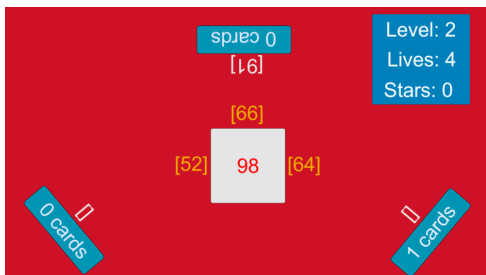 0 cards
[91]
Level: 2
Lives: 4
Stars: 0
[66]
[52]
98
[64]
[]
0 cards
[]
1 cards